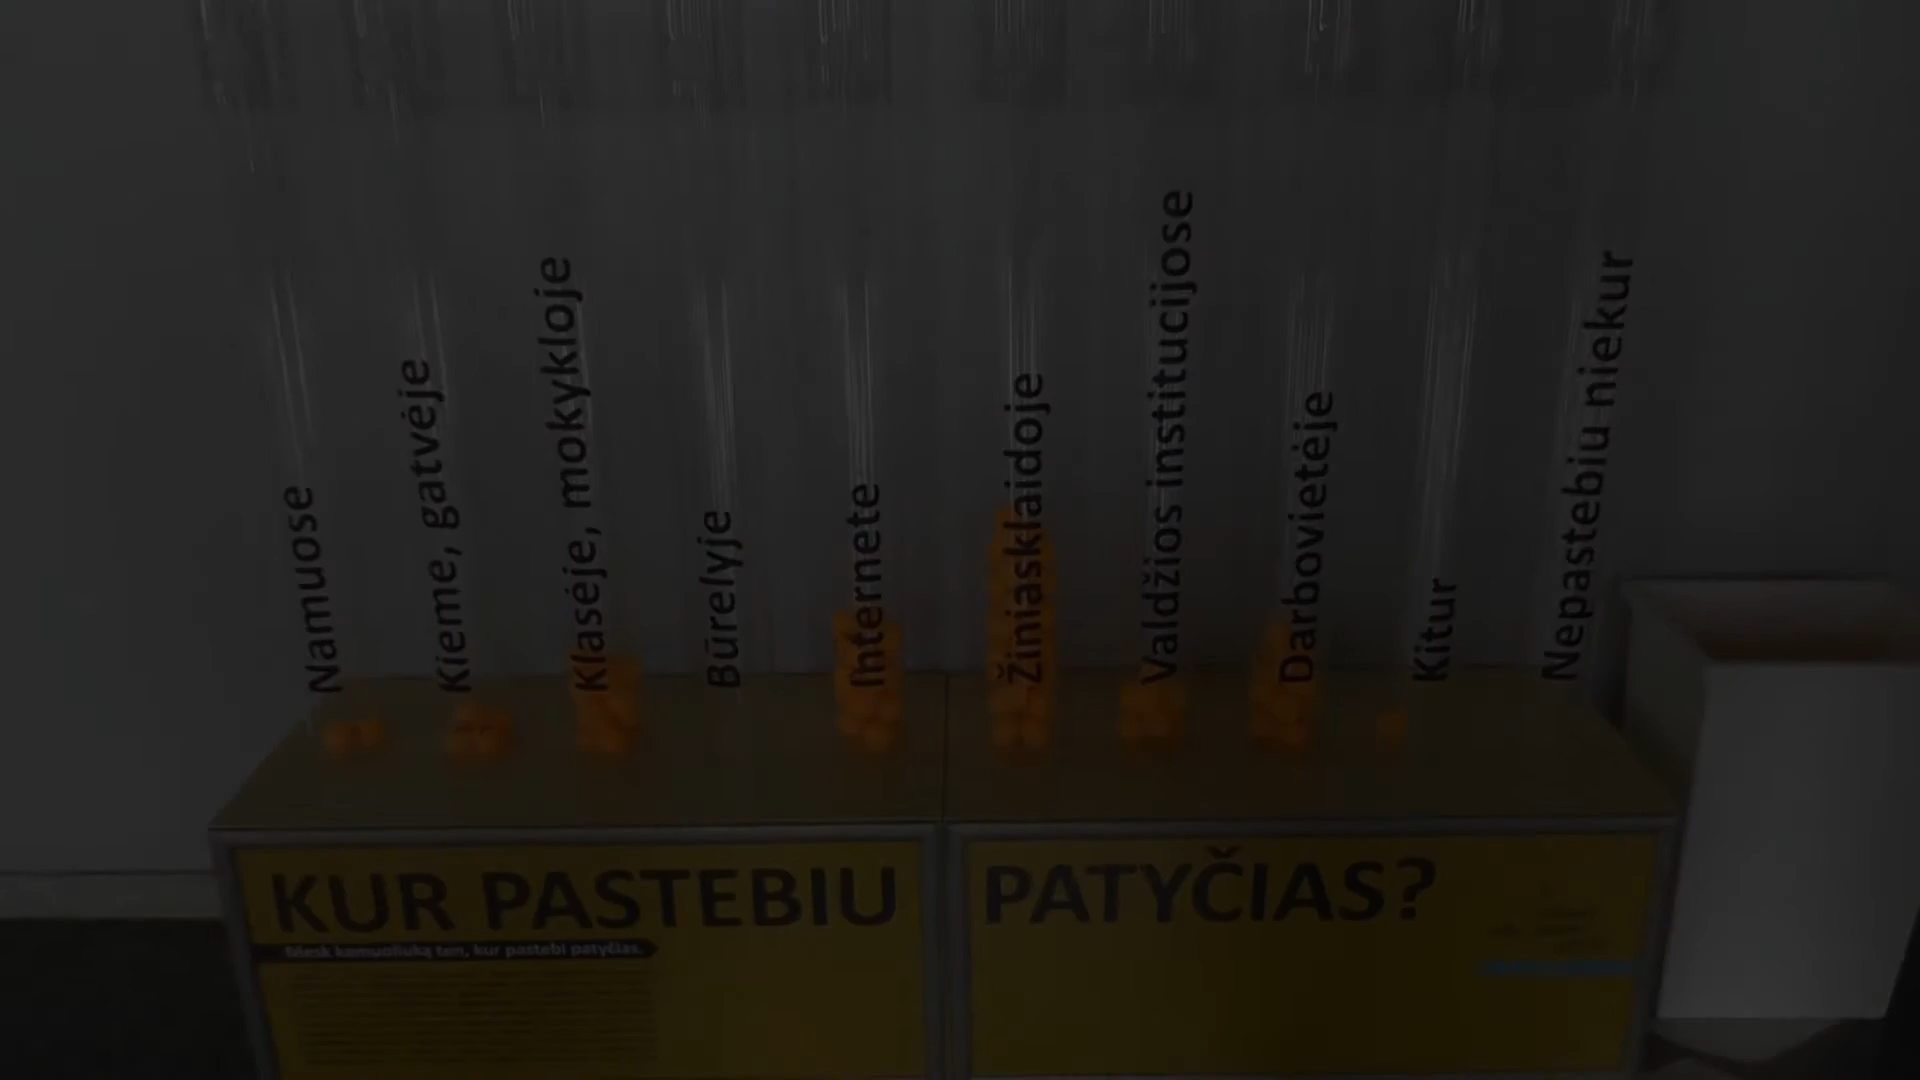 Namuose
Kieme, gatvėje
Klasėje, mokykloje
Būrelyje
Internete
Žiniasklaidoje
Valdžios institucijose
Darbovietėje
Kitur
Nepastebiu niekur
KUR PASTEBIU PATYČIAS?
Mesk kamuoliuką ten, kur pastebi patyčias.